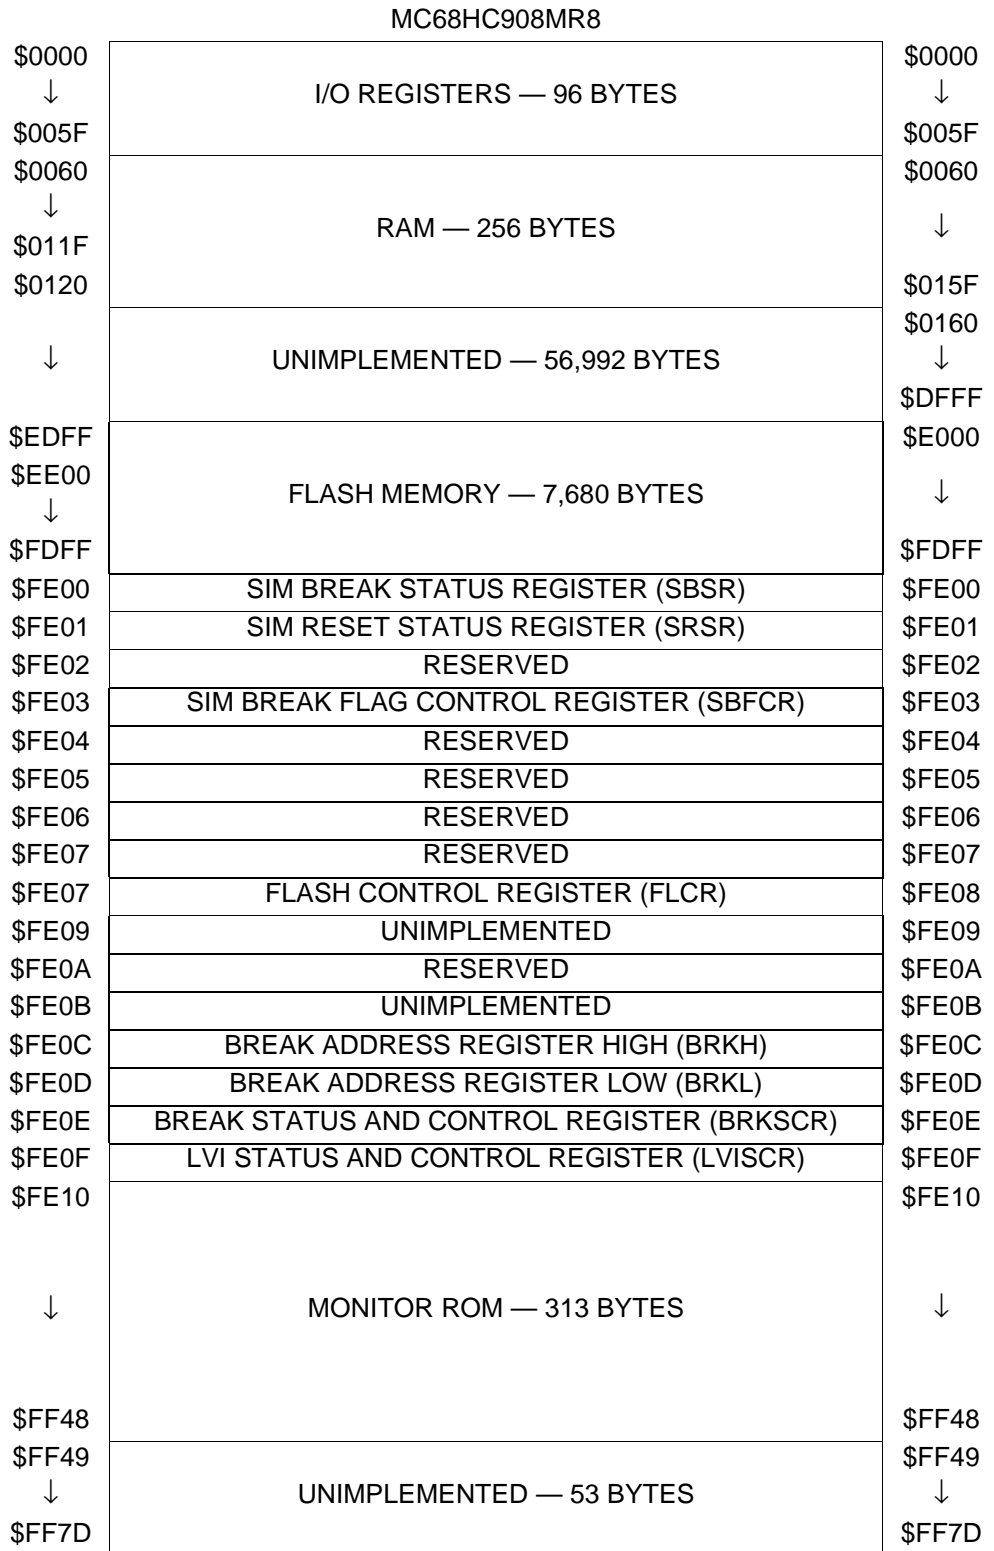 MC68HC908MR8
$0000 $0000
↓ I/O REGISTERS — 96 BYTES ↓
$005F $005F
$0060 $0060
↓
RAM — 256 BYTES ↓
$011F
$0120 $015F
$0160
↓ UNIMPLEMENTED — 56,992 BYTES ↓
$DFFF
$EDFF $E000
$EE00
FLASH MEMORY — 7,680 BYTES ↓
↓
$FDFF $FDFF
$FE00 SIM BREAK STATUS REGISTER (SBSR) $FE00
$FE01 SIM RESET STATUS REGISTER (SRSR) $FE01
$FE02 RESERVED $FE02
$FE03 SIM BREAK FLAG CONTROL REGISTER (SBFCR) $FE03
$FE04 RESERVED $FE04
$FE05 RESERVED $FE05
$FE06 RESERVED $FE06
$FE07 RESERVED $FE07
$FE07 FLASH CONTROL REGISTER (FLCR) $FE08
$FE09 UNIMPLEMENTED $FE09
$FE0A RESERVED $FE0A
$FE0B UNIMPLEMENTED $FE0B
$FE0C BREAK ADDRESS REGISTER HIGH (BRKH) $FE0C
$FE0D BREAK ADDRESS REGISTER LOW (BRKL) $FE0D
$FE0E BREAK STATUS AND CONTROL REGISTER (BRKSCR) $FE0E
$FE0F LVI STATUS AND CONTROL REGISTER (LVISCR) $FE0F
$FE10 $FE10
↓ MONITOR ROM — 313 BYTES ↓
$FF48 $FF48
$FF49 $FF49
↓ UNIMPLEMENTED — 53 BYTES ↓
$FF7D $FF7D